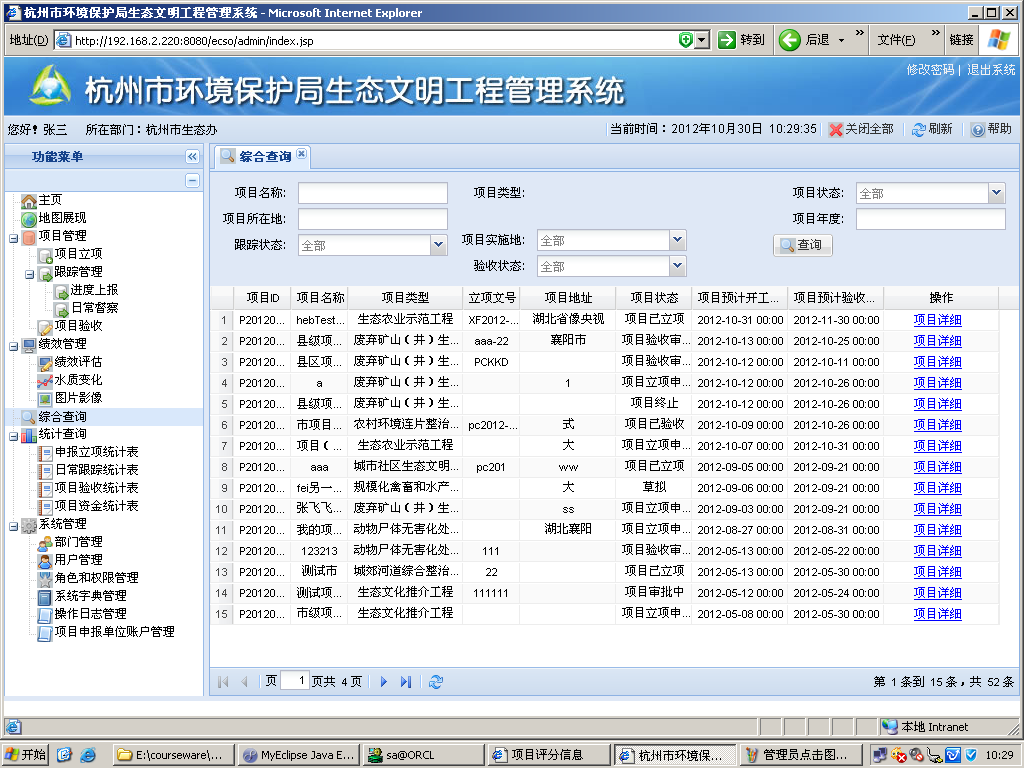 杭州市环境保护局生态文明工程管理系统 - Microsoft Internet Explorer
地址(D) http://192.168.2.220:8080/ecso/admin/index.jsp 转到 后退 » 文件(F) » 链接
杭州市环境保护局生态文明工程管理系统 修改密码| 退出系统
您好! 张三 所在部门：杭州市生态办 当前时间：2012年10月30日 10:29:35 关闭全部 刷新 帮助
功能菜单
主页
地图展现
项目管理
项目立项
跟踪管理
进度上报
日常督察
项目验收
绩效管理
绩效评估
水质变化
图片影像
综合查询
统计查询
申报立项统计表
日常跟踪统计表
项目验收统计表
项目资金统计表
系统管理
部门管理
用户管理
角色和权限管理
系统字典管理
操作日志管理
项目申报单位账户管理
综合查询
项目名称: 项目类型: 项目状态: 全部
项目所在地: 项目年度:
跟踪状态: 全部 项目实施地: 全部 查询
验收状态: 全部
项目ID 项目名称 项目类型 立项文号 项目地址 项目状态 项目预计开工... 项目预计验收... 操作
1 P20120... hebTest... 生态农业示范工程 XF2012-... 湖北省像央视 项目已立项 2012-10-31 00:00 2012-11-30 00:00 项目详细
2 P20120... 县级项... 废弃矿山（井）生... aaa-22 襄阳市 项目验收审... 2012-10-13 00:00 2012-10-25 00:00 项目详细
3 P20120... 县区项... 废弃矿山（井）生... PCKKD 项目验收审... 2012-10-12 00:00 2012-10-11 00:00 项目详细
4 P20120... a 废弃矿山（井）生... 1 项目立项申... 2012-10-12 00:00 2012-10-26 00:00 项目详细
5 P20120... 县级项... 废弃矿山（井）生... 项目终止 2012-10-12 00:00 2012-10-26 00:00 项目详细
6 P20120... 市项目... 农村环境连片整治... pc2012-... 式 项目已验收 2012-10-09 00:00 2012-10-26 00:00 项目详细
7 P20120... 项目（... 生态农业示范工程 大 项目立项申... 2012-10-07 00:00 2012-10-31 00:00 项目详细
8 P20120... aaa 城市社区生态文明... pc201 ww 项目已立项 2012-09-05 00:00 2012-09-21 00:00 项目详细
9 P20120... fei另一... 规模化禽畜和水产... 大 草拟 2012-09-06 00:00 2012-09-21 00:00 项目详细
10 P20120... 张飞飞... 废弃矿山（井）生... ss 项目立项申... 2012-09-03 00:00 2012-09-21 00:00 项目详细
11 P20120... 我的项... 动物尸体无害化处... 湖北襄阳 项目立项申... 2012-08-27 00:00 2012-08-31 00:00 项目详细
12 P20120... 123213 动物尸体无害化处... 111 项目验收审... 2012-05-13 00:00 2012-05-22 00:00 项目详细
13 P20120... 测试市 城郊河道综合整治... 22 项目已立项 2012-05-13 00:00 2012-05-30 00:00 项目详细
14 P20120... 测试项... 生态文化推介工程 111111 项目审批中 2012-05-12 00:00 2012-05-24 00:00 项目详细
15 P20120... 市级项... 生态文化推介工程 项目立项申... 2012-05-08 00:00 2012-05-30 00:00 项目详细
页 1 页共 4 页 第 1 条到 15 条，共 52 条
本地 Intranet
开始 E:\courseware\... MyEclipse Java E... sa@ORCL 项目评分信息 杭州市环境保... 管理员点击图... 10:29